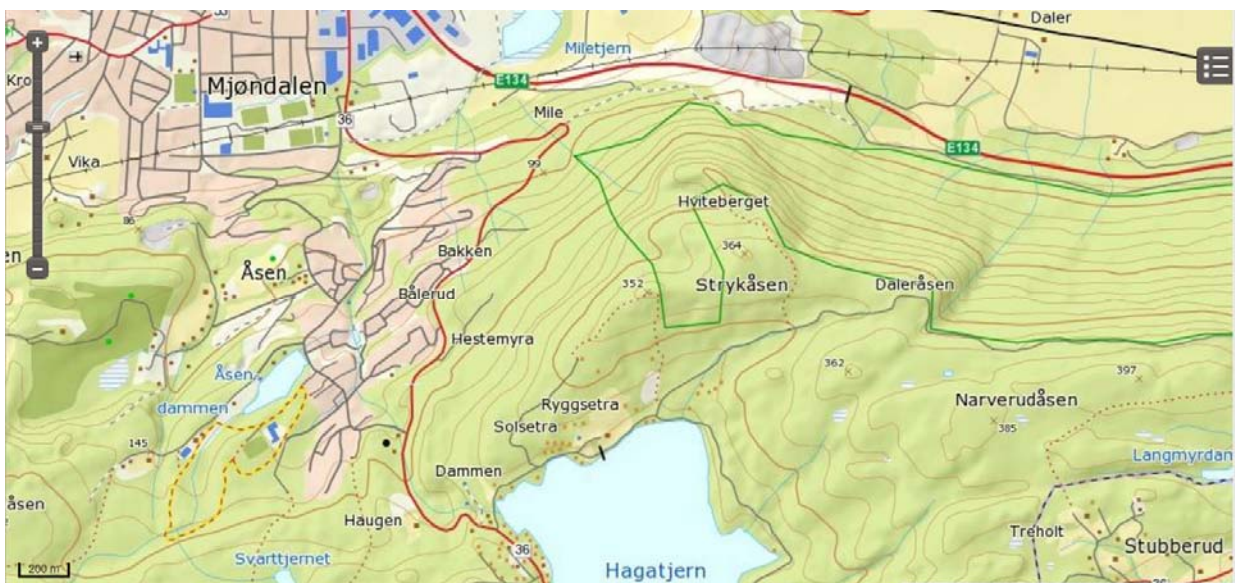 33
Daler
Miletjern
Kro
Mjøndalen
E134
Mile
36
E134
Vika
99
86
Hviteberget
en
Bakken
364
Åsen
352
Strykåsen
Daleråsen
Bålerud
Hestemyra
362
397
Åsen
Ryggsetra
Narverudåsen
dammen
Solsetra
385
145
Dammen
Langmyrdan
åsen
Haugen
Treholt
36
Stubberud
Svarttjernet
Hagatjern
200 m